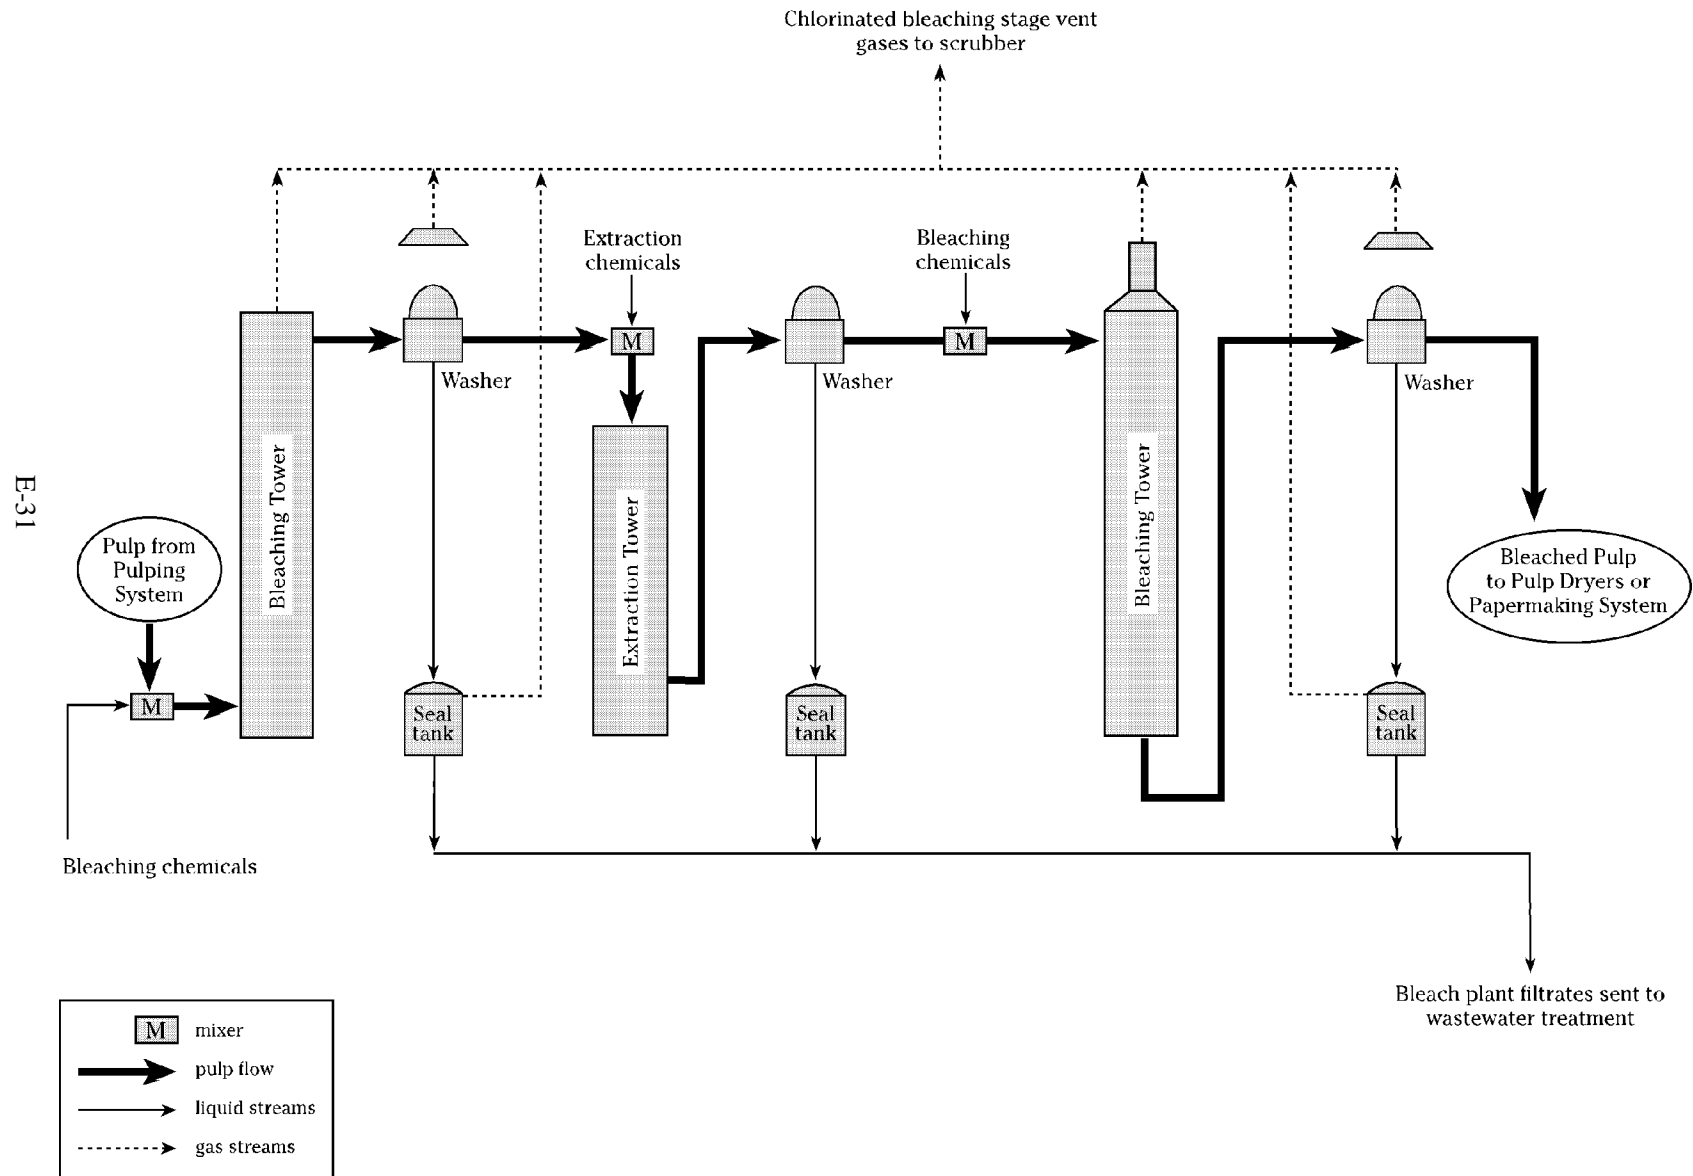 Chlorinated bleaching stage vent
gases to scrubber
Extraction
chemicals
Bleaching
chemicals
M
M
Washer
Washer
Washer
Bleaching Tower
Extraction Tower
Bleaching Tower
E-31
Pulp from
Pulping
System
Bleached Pulp
to Pulp Dryers or
Papermaking System
M
Seal
tank
Seal
tank
Seal
tank
Bleaching chemicals
Bleach plant filtrates sent to
wastewater treatment
M mixer
pulp flow
liquid streams
gas streams